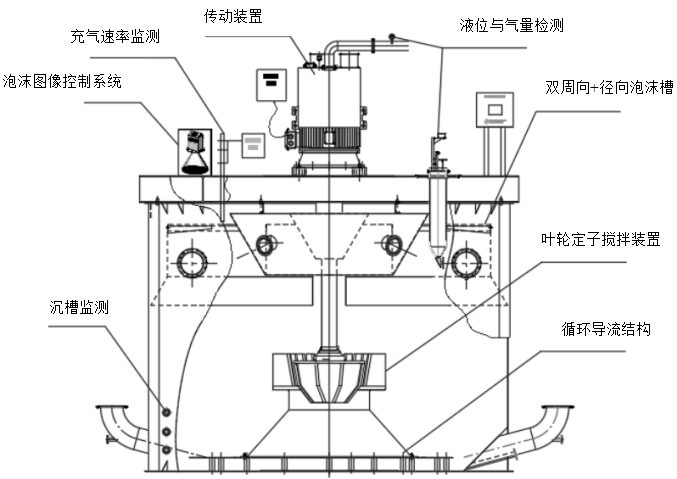 传动装置
液位与气量检测
充气速率监测
泡沫图像控制系统
双周向+径向泡沫槽
叶轮定子搅拌装置
沉槽监测
循环导流结构